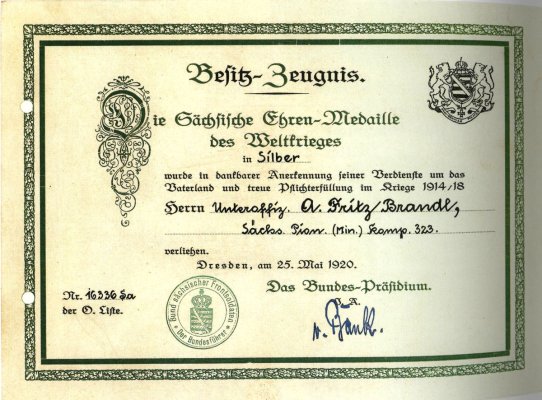 Besitz-Zeugnis.
Die Sächsische Ehren-Medaille
des Weltkrieges
in Silber
wurde in dankbarer Anerkennung seiner Verdienste um das
Vaterland und treue Pflichterfüllung im Kriege 1914/18
Herrn Unteroffiz. A. Fritz Brandl,
Sächs. Pion. (Min.) Komp. 323.
verliehen.
Dresden, am 25. Mai 1920.
Das Bundes-Präsidium.
I. A.
Nr. 16336 Sa
der O. Liste.
Bund sächsischer Frontsoldaten
Der Bundesführer